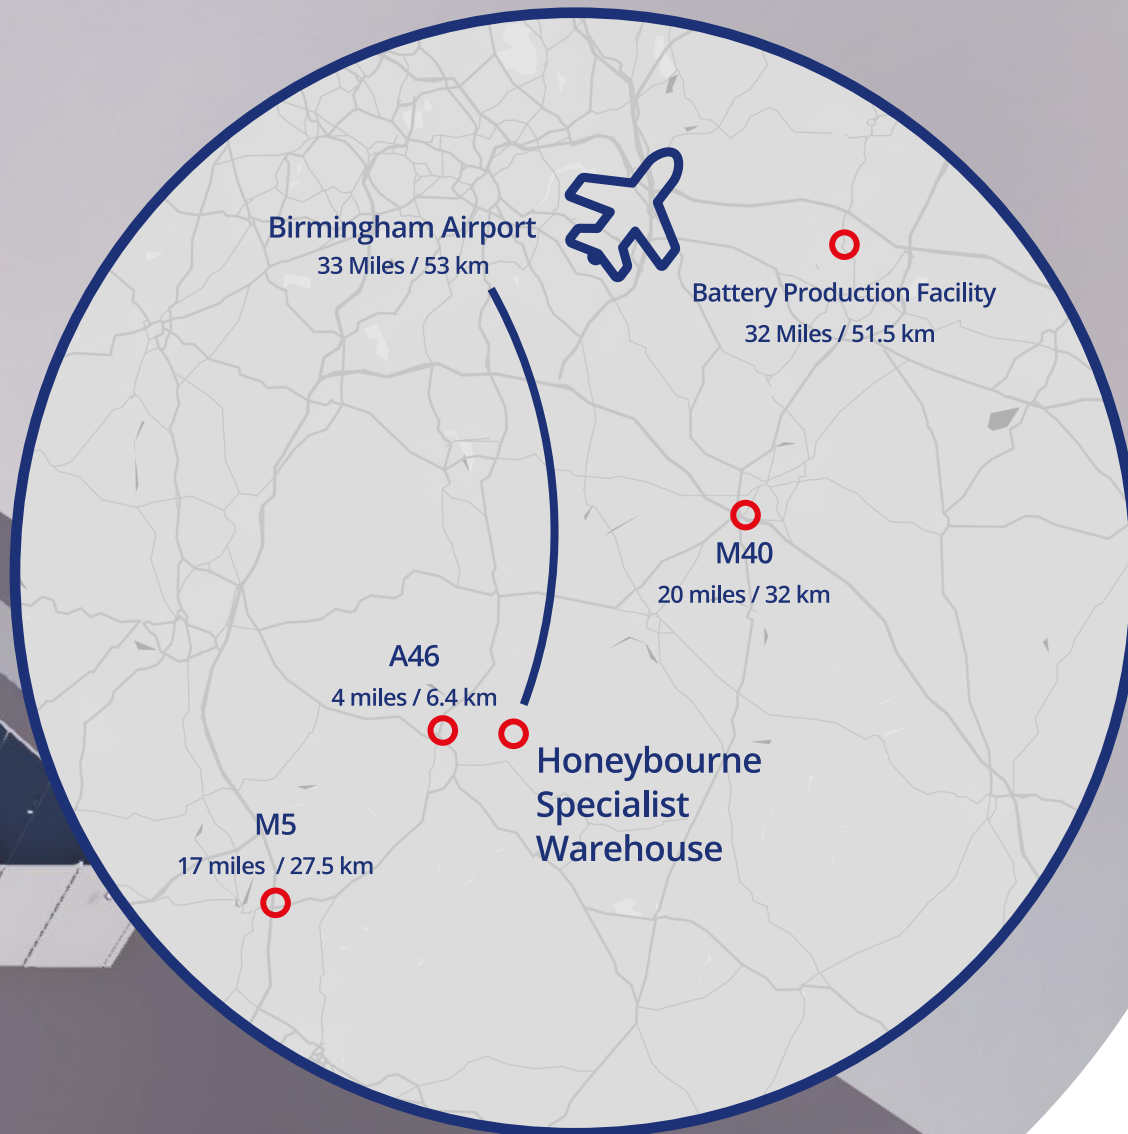 Birmingham Airport
33 Miles / 53 km
Battery Production Facility
32 Miles / 51.5 km
M40
20 miles / 32 km
A46
4 miles / 6.4 km
Honeybourne
Specialist
Warehouse
M5
17 miles / 27.5 km